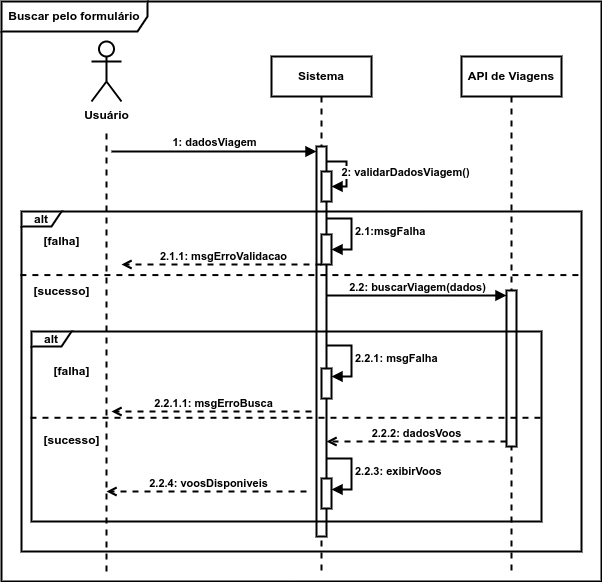 Buscar pelo formulário
Usuário
Sistema
API de Viagens
1: dadosViagem
2: validarDadosViagem()
alt
[falha]
2.1:msgFalha
2.1.1: msgErroValidacao
[sucesso]
2.2: buscarViagem(dados)
alt
[falha]
2.2.1: msgFalha
2.2.1.1: msgErroBusca
[sucesso]
2.2.2: dadosVoos
2.2.3: exibirVoos
2.2.4: voosDisponiveis